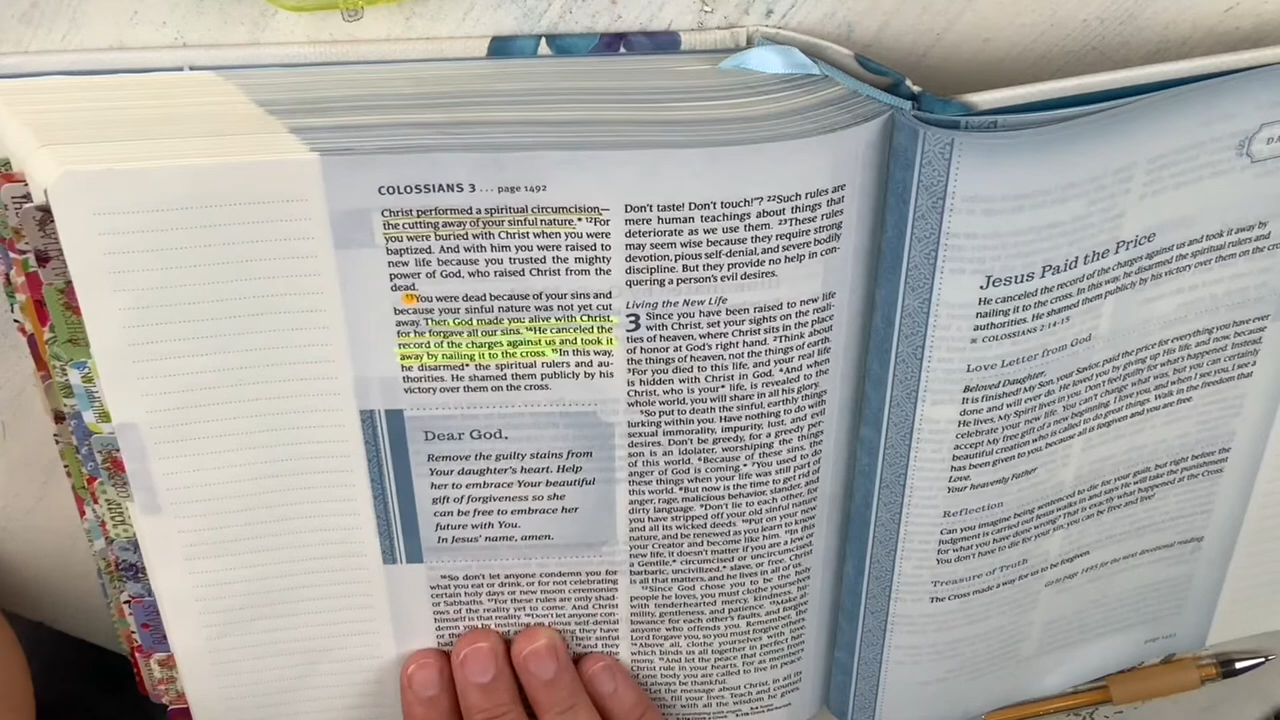 COLOSSIANS 3 . . . page 1492
Christ performed a spiritual circumcision—
the cutting away of your sinful nature.* 12For
you were buried with Christ when you were
baptized. And with him you were raised to
new life because you trusted the mighty
power of God, who raised Christ from the
dead.
13You were dead because of your sins and
because your sinful nature was not yet cut
away. Then God made you alive with Christ,
for he forgave all our sins. 14He canceled the
record of the charges against us and took it
away by nailing it to the cross. 15In this way,
he disarmed* the spiritual rulers and au-
thorities. He shamed them publicly by his
victory over them on the cross.
Dear God,
Remove the guilty stains from
Your daughter's heart. Help
her to embrace Your beautiful
gift of forgiveness so she
can be free to embrace her
future with You.
In Jesus' name, amen.
16So don't let anyone condemn you for
what you eat or drink, or for not celebrating
certain holy days or new moon ceremonies
or Sabbaths. 17For these rules are only shad-
ows of the reality yet to come. And Christ
himself is that reality. 18Don't let anyone con-
demn you by insisting on pious self-denial
or the
Don't taste! Don't touch!"? 22Such rules are
mere human teachings about things that
deteriorate as we use them. 23These rules
may seem wise because they require strong
devotion, pious self-denial, and severe bodily
discipline. But they provide no help in con-
quering a person's evil desires.
Living the New Life
3 Since you have been raised to new life
with Christ, set your sights on the reali-
ties of heaven, where Christ sits in the place
of honor at God's right hand. 2Think about
the things of heaven, not the things of earth.
3For you died to this life, and your real life
is hidden with Christ in God. 4And when
Christ, who is your* life, is revealed to the
whole world, you will share in all his glory.
5So put to death the sinful, earthly things
lurking within you. Have nothing to do with
sexual immorality, impurity, lust, and evil
desires. Don't be greedy, for a greedy per-
son is an idolater, worshiping the things
of this world. 6Because of these sins, the
anger of God is coming.* 7You used to do
these things when your life was still part of
this world. 8But now is the time to get rid of
anger, rage, malicious behavior, slander, and
dirty language. 9Don't lie to each other, for
you have stripped off your old sinful nature
and all its wicked deeds. 10Put on your new
nature, and be renewed as you learn to know
your Creator and become like him. 11In this
new life, it doesn't matter if you are a Jew or
a Gentile,* circumcised or uncircumcised,
barbaric, uncivilized,* slave, or free. Christ
is all that matters, and he lives in all of us.
12Since God chose you to be the holy
people he loves, you must clothe yourselves
with tenderhearted mercy, kindness, hu-
mility, gentleness, and patience. 13Make al-
lowance for each other's faults, and forgive
anyone who offends you. Remember, the
Lord forgave you, so you must forgive others.
14Above all, clothe yourselves with love,
which binds us all together in perfect har-
mony. 15And let the peace that comes from
Christ rule in your hearts. For as members
of one body you are called to live in peace.
And always be thankful.
16Let the message about Christ, in all its
fill your lives. Teach and counsel
other with all the wisdom he gives.
Jesus Paid the Price
He canceled the record of the charges against us and took it away by
nailing it to the cross. In this way, he disarmed the spiritual rulers and
authorities. He shamed them publicly by his victory over them on the
COLOSSIANS 2:14-15
Love Letter from God
Beloved Daughter,
It is finished! My Son, your Savior, paid the price for everything you have ever
done and will ever do. He loved you by giving up His life, and now, because
He lives, My Spirit lives in you. Don't feel guilty for what's happened. Instead,
celebrate your new life. You can't change what was, but you can certainly
accept My free gift of a new beginning. I love you, and when I see you, I see a
beautiful creation who is called to do great things. Walk in the freedom that
has been given to you, because all is forgiven and you are free.
Love,
Your heavenly Father
Reflection
Can you imagine being sentenced to die for your guilt, but right before the
judgment is carried out Jesus walks in and says He will take the punishment
for what you have done wrong? That is exactly what happened at the Cross.
You don't have to die for your sin; you can be free and live!
Treasure of Truth
The Cross made a way for us to be forgiven.
Go to page 1495 for the next devotional reading
PHILIPPIANS
JOHN
ROMANS